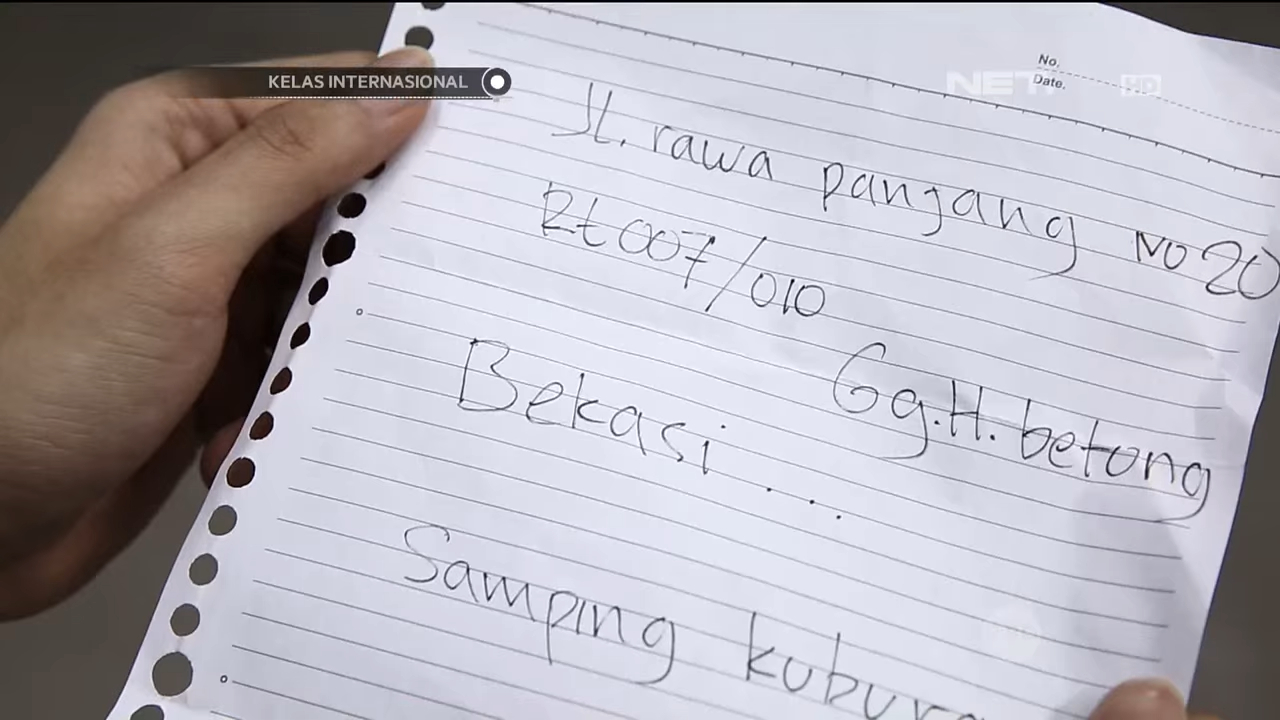 KELAS INTERNASIONAL
NET.
HD
No.
Date.
JL. rawa panjang No 20
Rt 007/010
Gg.H. betong
Bekasi...
Samping